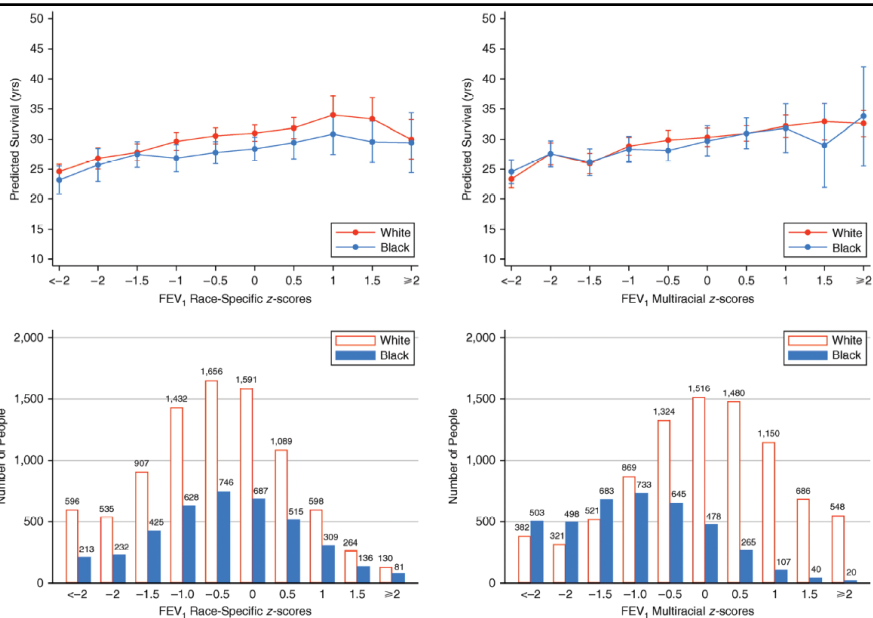 50
45
40
35
30
25
20
15
10
Predicted Survival (yrs)
White
Black
<–2 –2 –1.5 –1 –0.5 0 0.5 1 1.5 ⩾2
FEV1 Race-Specific z-scores
50
45
40
35
30
25
20
15
10
Predicted Survival (yrs)
White
Black
<–2 –2 –1.5 –1 –0.5 0 0.5 1 1.5 ⩾2
FEV1 Multiracial z-scores
2,000
1,500
1,000
500
0
Number of People
White
Black
596 535 907 1,432 1,656 1,591 1,089 598 264 130
213 232 425 628 746 687 515 309 136 81
<–2 –2 –1.5 –1.0 –0.5 0 0.5 1 1.5 ⩾2
FEV1 Race-Specific z-scores
2,000
1,500
1,000
500
0
Number of People
White
Black
382 321 521 869 1,324 1,516 1,480 1,150 686 548
503 498 683 733 645 478 265 107 40 20
<–2 –2 –1.5 –1.0 –0.5 0 0.5 1 1.5 ⩾2
FEV1 Multiracial z-scores